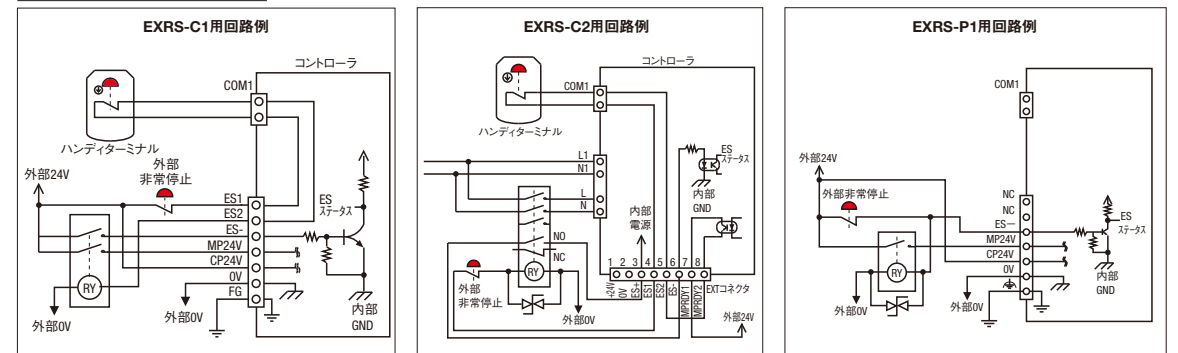 EXRS-C1用回路例
コントローラ
COM1
ハンディターミナル
外部24V
外部
非常停止
ES1
ES2
ES-
MP24V
CP24V
0V
FG
ES
ステータス
RY
外部0V
外部0V
内部
GND
EXRS-C2用回路例
コントローラ
COM1
ハンディターミナル
L1
N1
L
N
ES
ステータス
内部
GND
内部
電源
NO
NC
1 2 3 4 5 6 7 8
+24V
0V
ES+
ES1
ES2
ES-
MPRDY1
MPRDY2
EXTコネクタ
RY
外部
非常停止
外部0V
外部24V
EXRS-P1用回路例
COM1
外部24V
外部非常停止
NC
NC
ES－
MP24V
CP24V
0V
ES
ステータス
RY
外部0V
外部0V
内部
GND